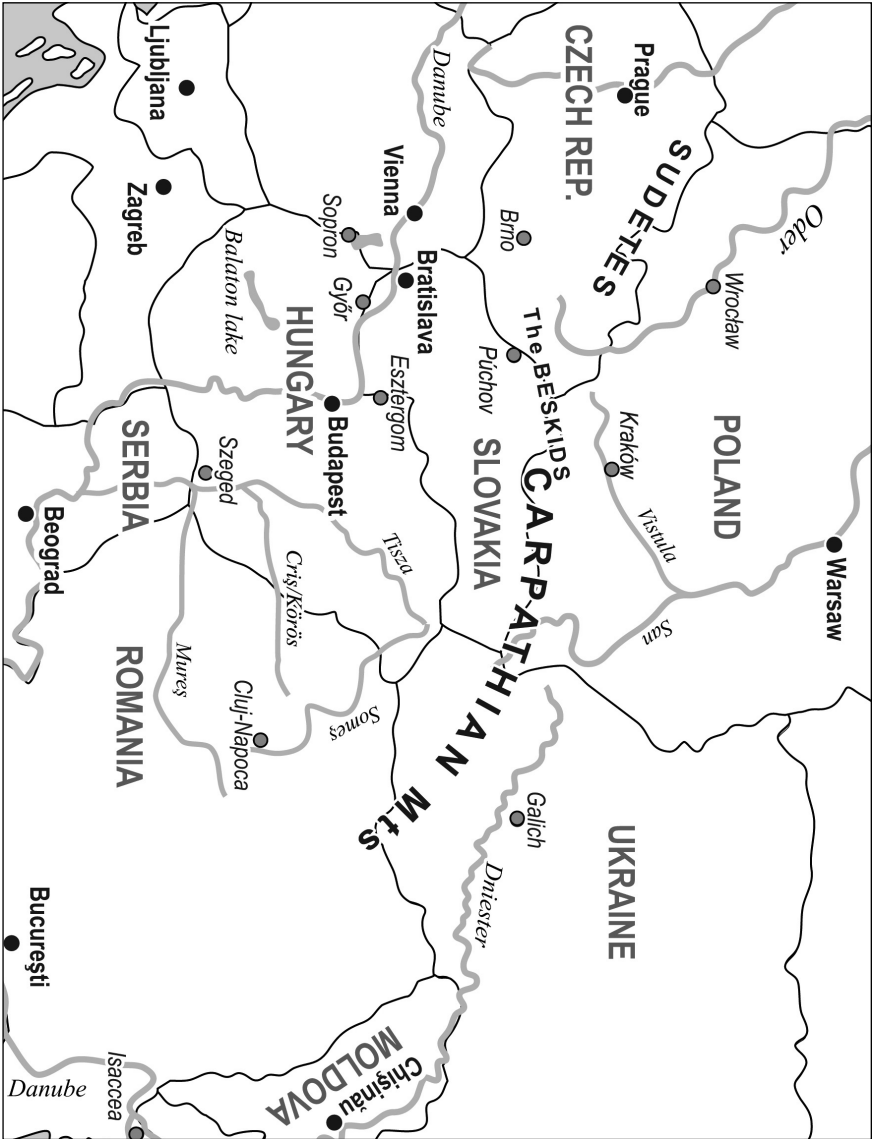 Prague
CZECH REP.
SUDETES
Oder
Wrocław
POLAND
Warsaw
Danube
Vienna
Brno
Bratislava
Sopron
Győr
Púchov
The BESKIDS
Kraków
Vistula
San
CARPATHIAN Mts
SLOVAKIA
Esztergom
Budapest
HUNGARY
Balaton lake
Ljubljana
Zagreb
Szeged
Tisza
Criş/Körös
Mureş
Someş
Cluj-Napoca
SERBIA
Beograd
ROMANIA
UKRAINE
Galich
Dniester
MOLDOVA
Chişinău
Bucureşti
Isaccea
Danube